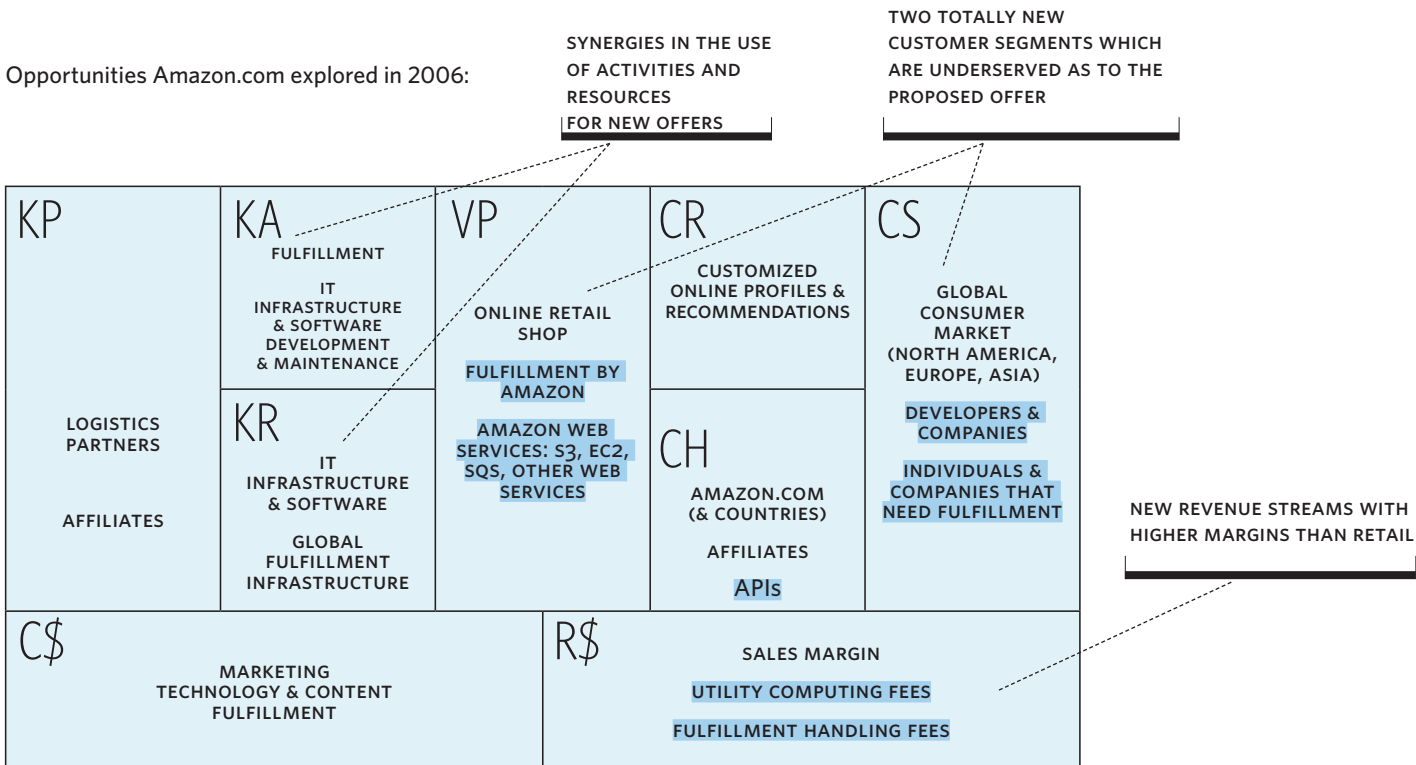 Opportunities Amazon.com explored in 2006:
SYNERGIES IN THE USE
OF ACTIVITIES AND
RESOURCES
FOR NEW OFFERS
TWO TOTALLY NEW
CUSTOMER SEGMENTS WHICH
ARE UNDERSERVED AS TO THE
PROPOSED OFFER
KP
LOGISTICS
PARTNERS
AFFILIATES
KA
FULFILLMENT
IT
INFRASTRUCTURE
& SOFTWARE
DEVELOPMENT
& MAINTENANCE
KR
IT
INFRASTRUCTURE
& SOFTWARE
GLOBAL
FULFILLMENT
INFRASTRUCTURE
VP
ONLINE RETAIL
SHOP
FULFILLMENT BY
AMAZON
AMAZON WEB
SERVICES: S3, EC2,
SQS, OTHER WEB
SERVICES
CR
CUSTOMIZED
ONLINE PROFILES &
RECOMMENDATIONS
CH
AMAZON.COM
(& COUNTRIES)
AFFILIATES
APIs
CS
GLOBAL
CONSUMER
MARKET
(NORTH AMERICA,
EUROPE, ASIA)
DEVELOPERS &
COMPANIES
INDIVIDUALS &
COMPANIES THAT
NEED FULFILLMENT
NEW REVENUE STREAMS WITH
HIGHER MARGINS THAN RETAIL
C$
MARKETING
TECHNOLOGY & CONTENT
FULFILLMENT
R$
SALES MARGIN
UTILITY COMPUTING FEES
FULFILLMENT HANDLING FEES